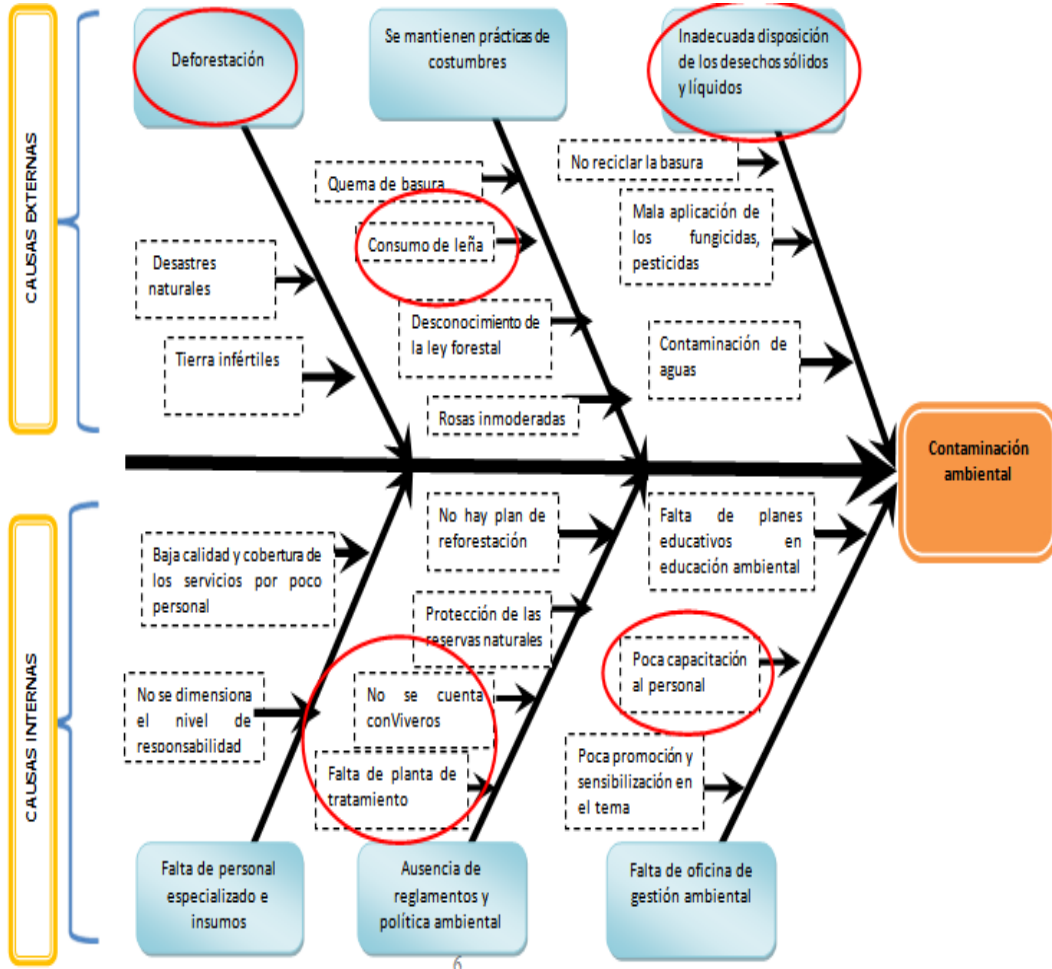 CAUSAS EXTERNAS
Deforestación
Se mantienen prácticas de
costumbres
Inadecuada disposición
de los desechos sólidos
y líquidos
Quema de basura
Consumo de leña
Desconocimiento de
la ley forestal
Rosas inmoderadas
No reciclar la basura
Mala aplicación de
los fungicidas,
pesticidas
Contaminación de
aguas
Desastres
naturales
Tierra infértiles
Contaminación
ambiental
CAUSAS INTERNAS
Baja calidad y cobertura de
los servicios por poco
personal
No se dimensiona
el nivel de
responsabilidad
No hay plan de
reforestación
Protección de las
reservas naturales
No se cuenta
conViveros
Falta de planta de
tratamiento
Falta de planes
educativos en
educación ambiental
Poca capacitación
al personal
Poca promoción y
sensibilización en
el tema
Falta de personal
especializado e
insumos
Ausencia de
reglamentos y
política ambiental
Falta de oficina de
gestión ambiental
6